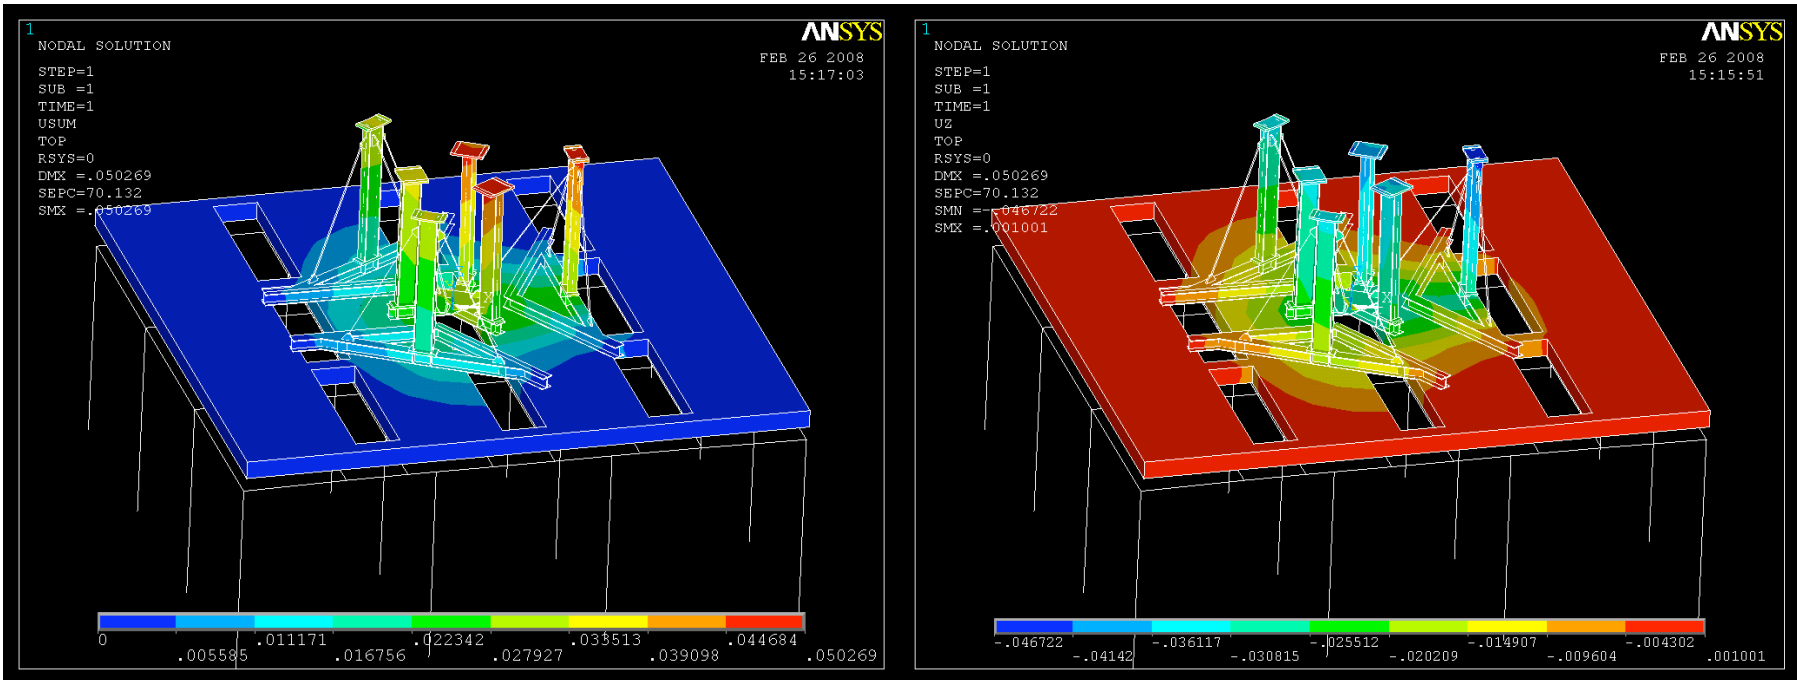 1
ANSYS
NODAL SOLUTION
FEB 26 2008
15:17:03
STEP=1
SUB =1
TIME=1
USUM
TOP
RSYS=0
DMX =.050269
SEPC=70.132
SMX =.050269
X
0
.005585
.011171
.016756
.022342
.027927
.033513
.039098
.044684
.050269
1
ANSYS
NODAL SOLUTION
FEB 26 2008
15:15:51
STEP=1
SUB =1
TIME=1
UZ
TOP
RSYS=0
DMX =.050269
SEPC=70.132
SMN =-.046722
SMX =.001001
X
-.046722
-.04142
-.036117
-.030815
-.025512
-.020209
-.014907
-.009604
-.004302
.001001